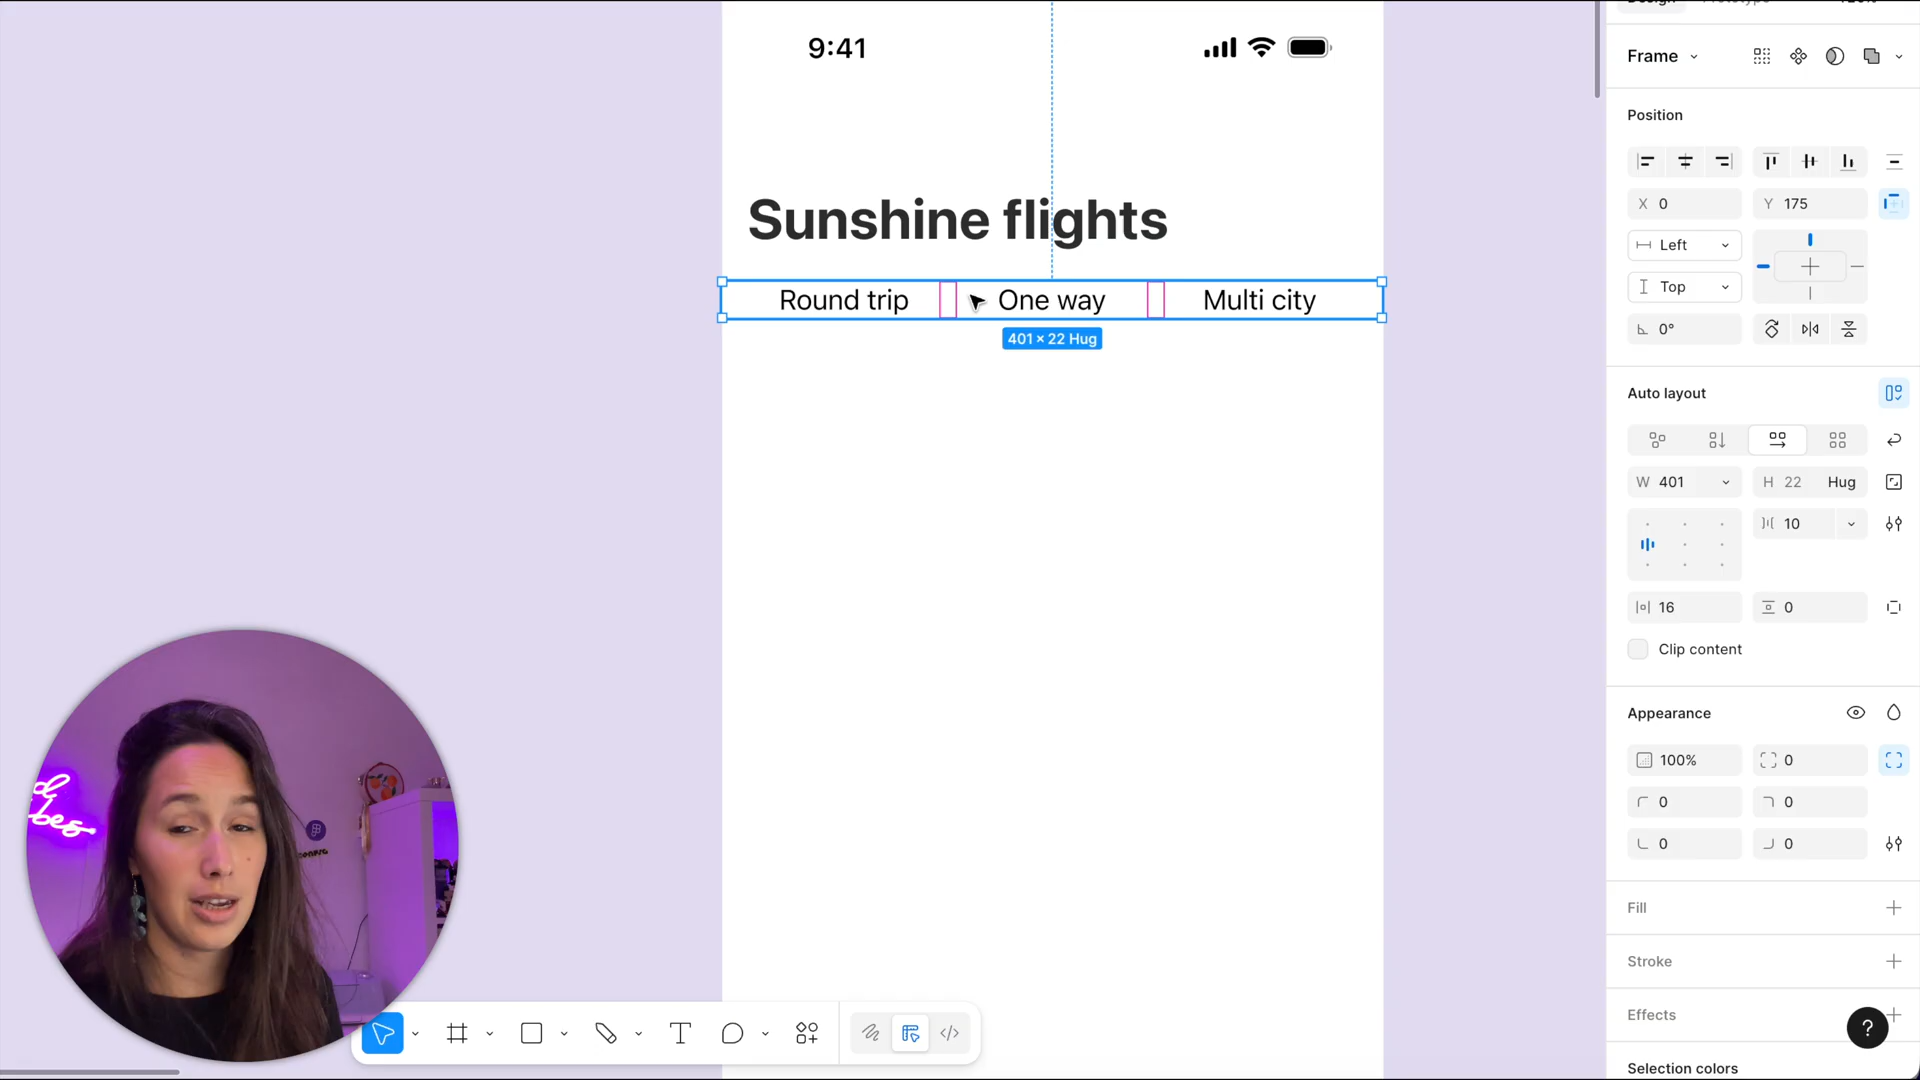 9:41
Sunshine flights
Round trip
One way
Multi city
401 × 22 Hug
Frame
Position
X 0
Y 175
Left
Top
0°
Auto layout
W 401
H 22 Hug
10
16
0
Clip content
Appearance
100%
0
0
0
0
0
Fill
Stroke
Effects
?
Selection colors